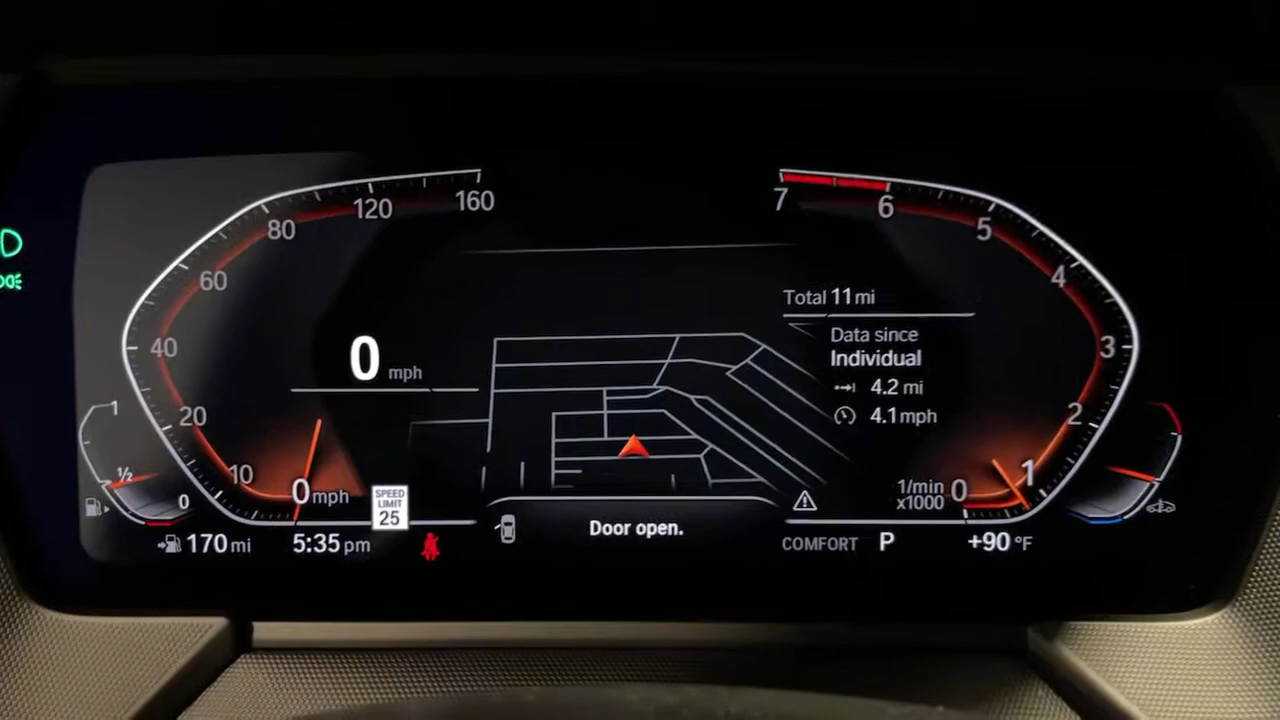 160
120
80
60
40
20
10
0 mph
0 mph
1
1/2
0
SPEED
LIMIT
25
170 mi
5:35 pm
Door open.
7
6
5
4
3
2
1
0
1/min
x1000
Total 11 mi
Data since
Individual
4.2 mi
4.1 mph
COMFORT P
+90 °F